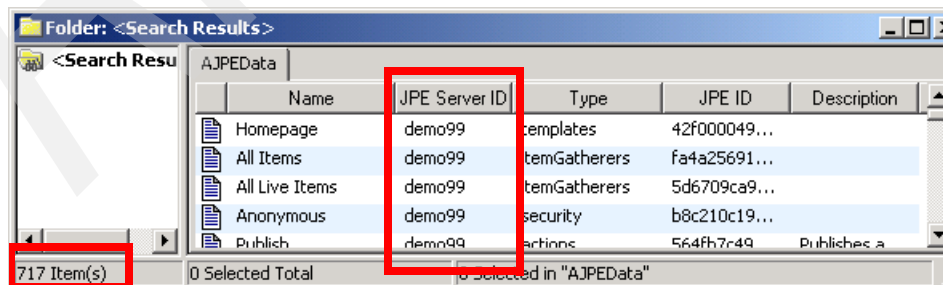 Folder: <Search Results>
<Search Resu
AJPEData
Name JPE Server ID Type JPE ID Description
Homepage demo99 templates 42f000049...
All Items demo99 temGatherers fa4a25691...
All Live Items demo99 temGatherers 5d6709ca9...
Anonymous demo99 security b8c210c19...
Publish demo99 actions 564fb7c49 Publishes a
717 Item(s) 0 Selected Total 0 Selected in "AJPEData"